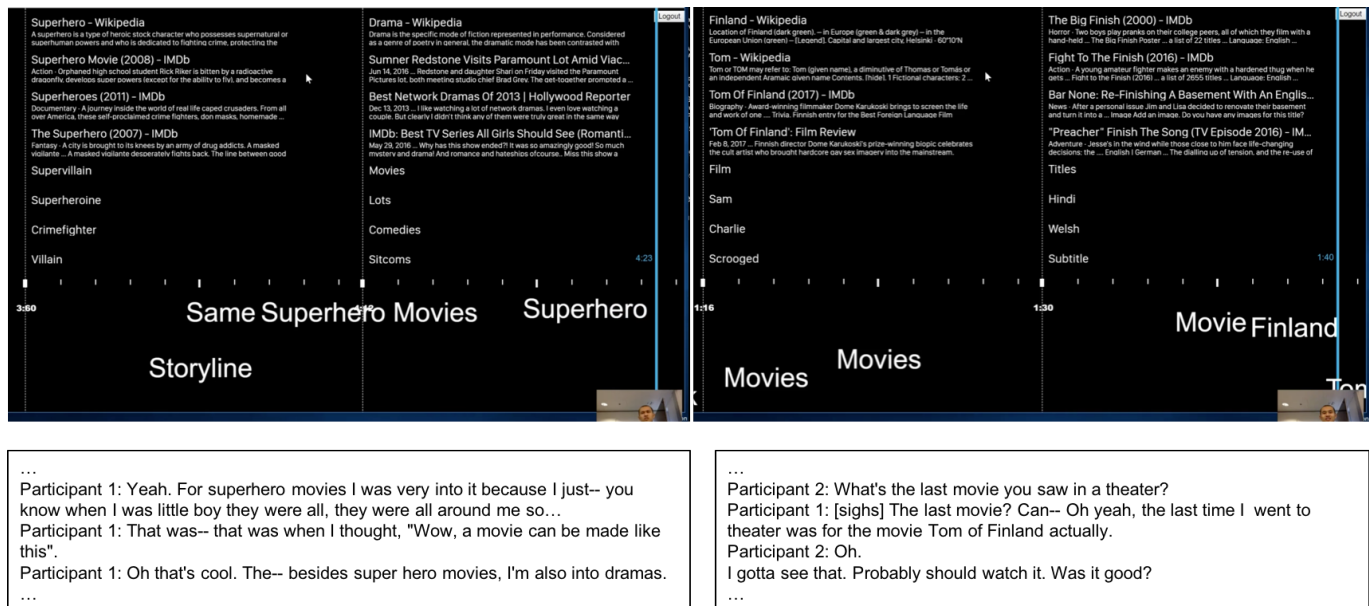 Logout
Superhero - Wikipedia
A superhero is a type of heroic stock character who possesses supernatural or
superhuman powers and who is dedicated to fighting crime, protecting the
Superhero Movie (2008) - IMDb
Action · Orphaned high school student Rick Riker is bitten by a radioactive
dragonfly, develops super powers (except for the ability to fly), and becomes a
Superheroes (2011) - IMDb
Documentary · A journey inside the world of real life caped crusaders. From all
over America, these self-proclaimed crime fighters, don masks, homemade ...
The Superhero (2007) - IMDb
Fantasy · A city is brought to its knees by an army of drug addicts. A masked
vigilante ... A masked vigilante desperately fights back. The line between good
Supervillain
Superheroine
Crimefighter
Villain
Drama - Wikipedia
Drama is the specific mode of fiction represented in performance. Considered
as a genre of poetry in general, the dramatic mode has been contrasted with
Sumner Redstone Visits Paramount Lot Amid Viac...
Jun 14, 2016 ... Redstone and daughter Shari on Friday visited the Paramount
Pictures lot, both meeting studio chief Brad Grey. The get-together prompted a ...
Best Network Dramas Of 2013 | Hollywood Reporter
Dec 13, 2013 ... I like watching a lot of network dramas. I even love watching
But clearly I didn't think any of them were truly great in the same way
IMDb: Best TV Series All Girls Should See (Romanti...
May 29, 2016 ... Why has this show ended?! It was so amazingly good! So much
mystery and drama! And romance and hateships ofcourse.. Miss this show a
Movies
Lots
Comedies
Sitcoms
4:23
3:60
Same Superhero Movies
Superhero
Storyline
Logout
Finland - Wikipedia
Location of Finland (dark green). – in Europe (green & dark grey) – in the
European Union (green) – [Legend]. Capital and largest city, Helsinki · 60°10'N
Tom - Wikipedia
Tom or TOM may refer to: Tom (given name), a diminutive of Thomas or Tomás or
an independent Aramaic given name Contents. [hide]. 1 Fictional characters; 2 ...
Tom Of Finland (2017) - IMDb
Biography · Award-winning filmmaker Dome Karukoski brings to screen the life
and work of one .... Trivia. Finnish entry for the Best Foreign Language Film
'Tom Of Finland': Film Review
Feb 8, 2017 ... Finnish director Dome Karukoski's prize-winning biopic celebrates
the cult artist who brought hardcore gay sex imagery into the mainstream.
Film
Sam
Charlie
Scrooged
The Big Finish (2000) - IMDb
Horror · Two boys play pranks on their college peers, all of which they film with a
hand-held ... The Big Finish Poster ... a list of 22 titles ... Language: English ...
Fight To The Finish (2016) - IMDb
Action · A young amateur fighter makes an enemy with a hardened thug when he
gets ... Fight to the Finish (2016) ... a list of 2655 titles ... Language: English ...
Bar None: Re-Finishing A Basement With An Englis...
News · After a personal issue Jim and Lisa decided to renovate their basement
and turn it into a ... Image Add an image. Do you have any images for this title?
"Preacher" Finish The Song (TV Episode 2016) - IM...
Adventure · Jesse's in the wind while those close to him face life-changing
decisions: the .... English | German ... The dialling up of tension, and the re-use of
Titles
Hindi
Welsh
Subtitle
1:40
1:16
1:30
Movie Finland
Movies
Movies
Tom
...
Participant 1: Yeah. For superhero movies I was very into it because I just-- you
know when I was little boy they were all, they were all around me so…
Participant 1: That was-- that was when I thought, "Wow, a movie can be made like
this".
Participant 1: Oh that's cool. The-- besides super hero movies, I'm also into dramas.
...
...
Participant 2: What's the last movie you saw in a theater?
Participant 1: [sighs] The last movie? Can-- Oh yeah, the last time I went to
theater was for the movie Tom of Finland actually.
Participant 2: Oh.
I gotta see that. Probably should watch it. Was it good?
...